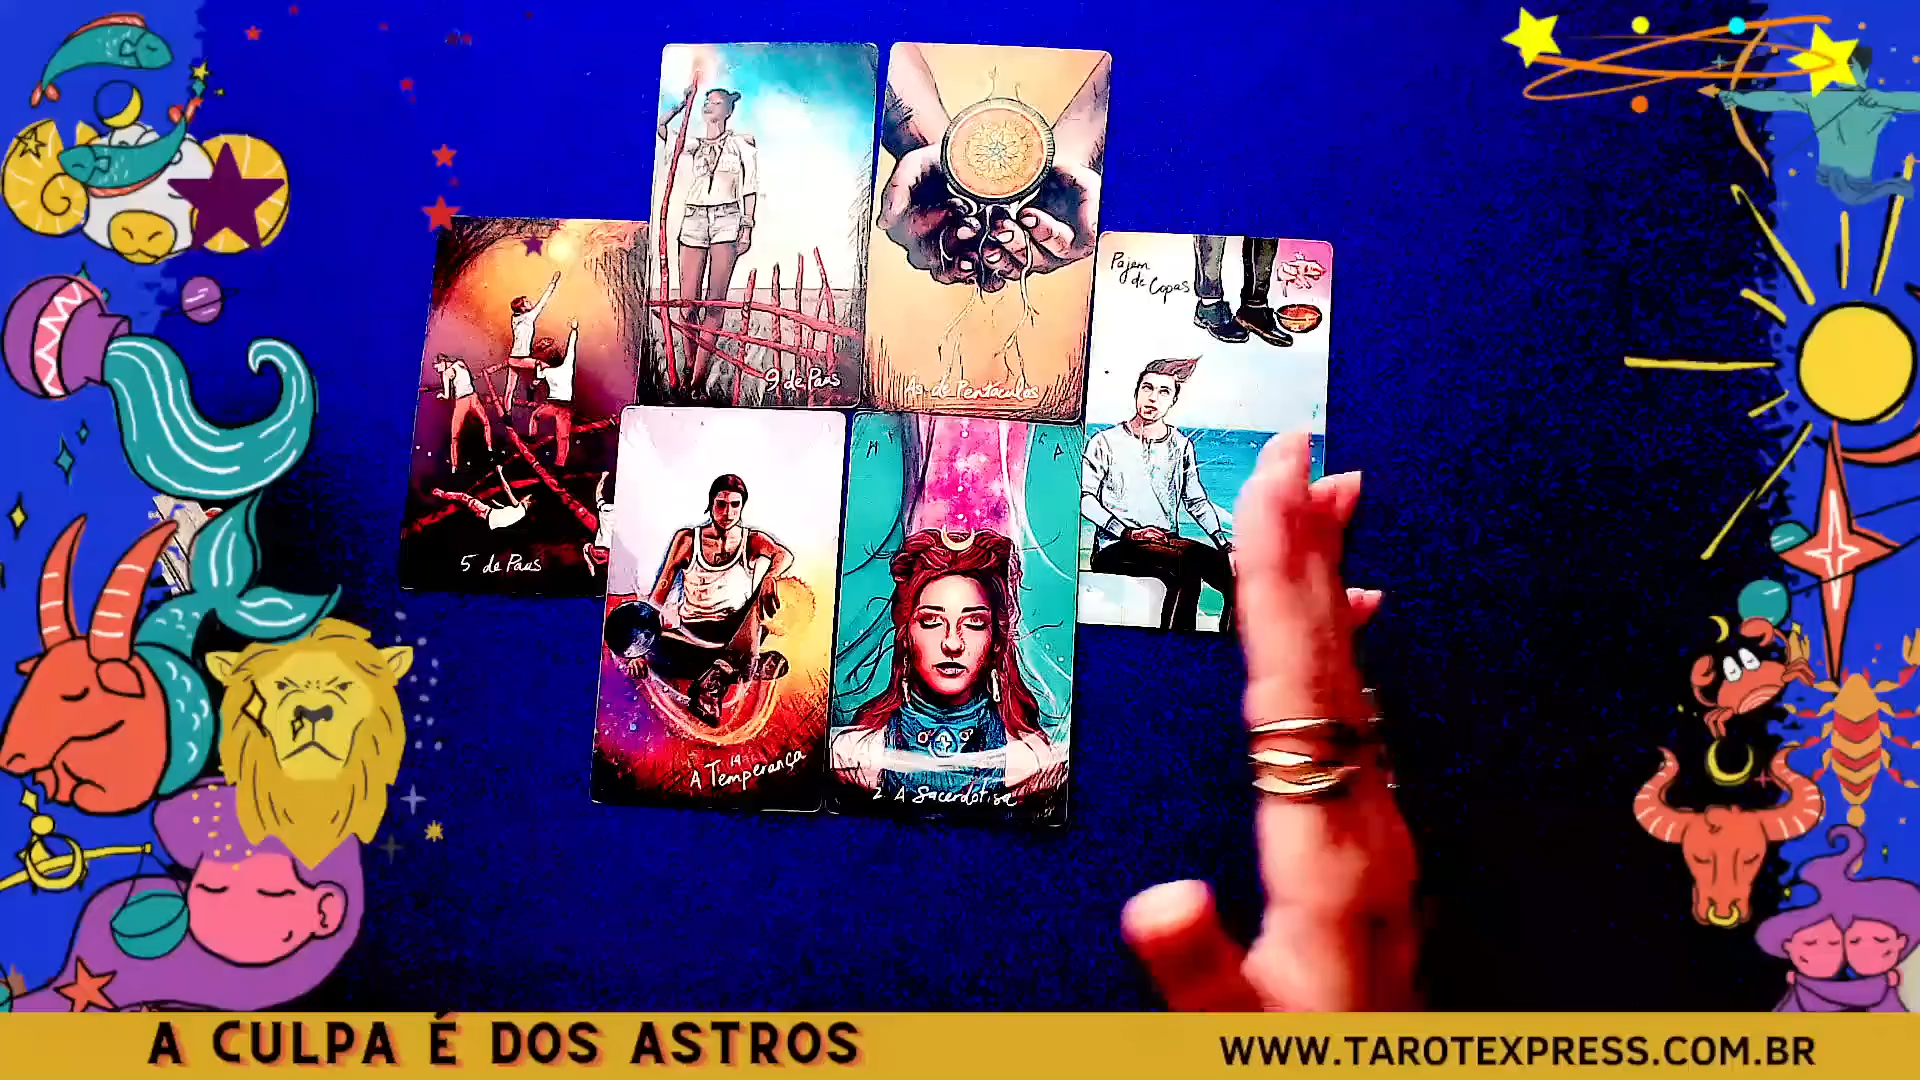 9 de Paus
Ás de Pentáculos
Pajem
de Copas
5 de Paus
14
A Temperança
2 A Sacerdotisa
A CULPA É DOS ASTROS
WWW.TAROTEXPRESS.COM.BR